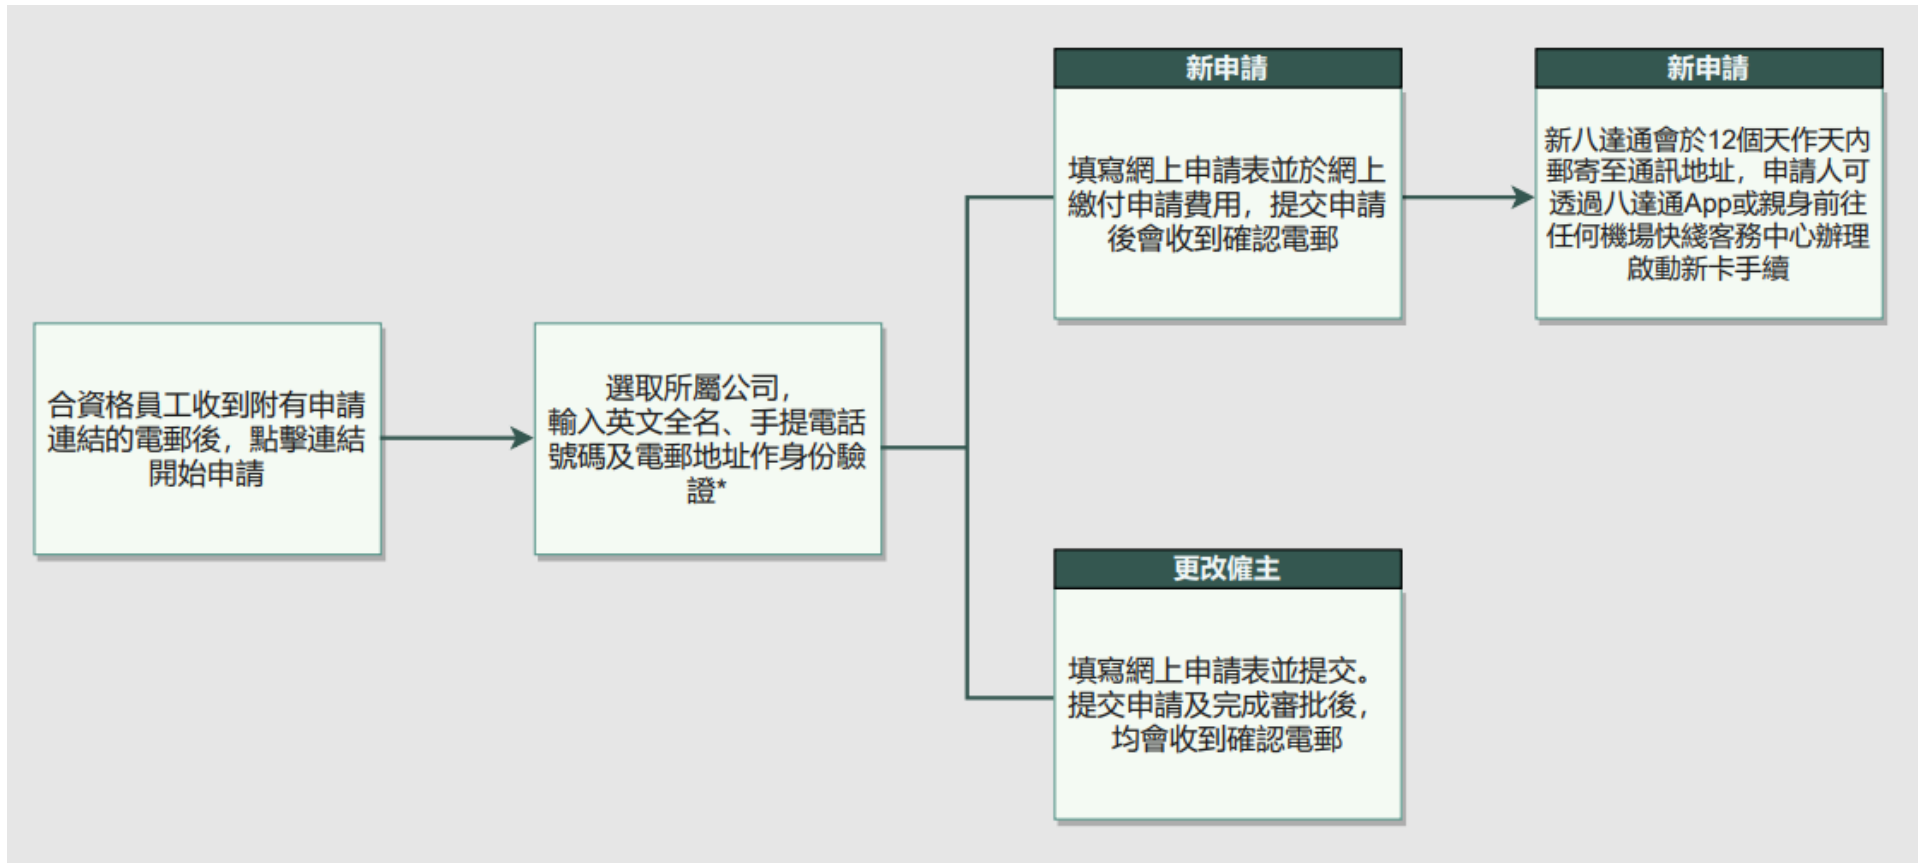 合資格員工收到附有申請
連結的電郵後，點擊連結
開始申請
選取所屬公司，
輸入英文全名、手提電話
號碼及電郵地址作身份驗
證*
新申請
填寫網上申請表並於網上
繳付申請費用，提交申請
後會收到確認電郵
新申請
新八達通會於12個天作天內
郵寄至通訊地址，申請人可
透過八達通App或親身前往
任何機場快綫客務中心辦理
啟動新卡手續
更改僱主
填寫網上申請表並提交。
提交申請及完成審批後，
均會收到確認電郵